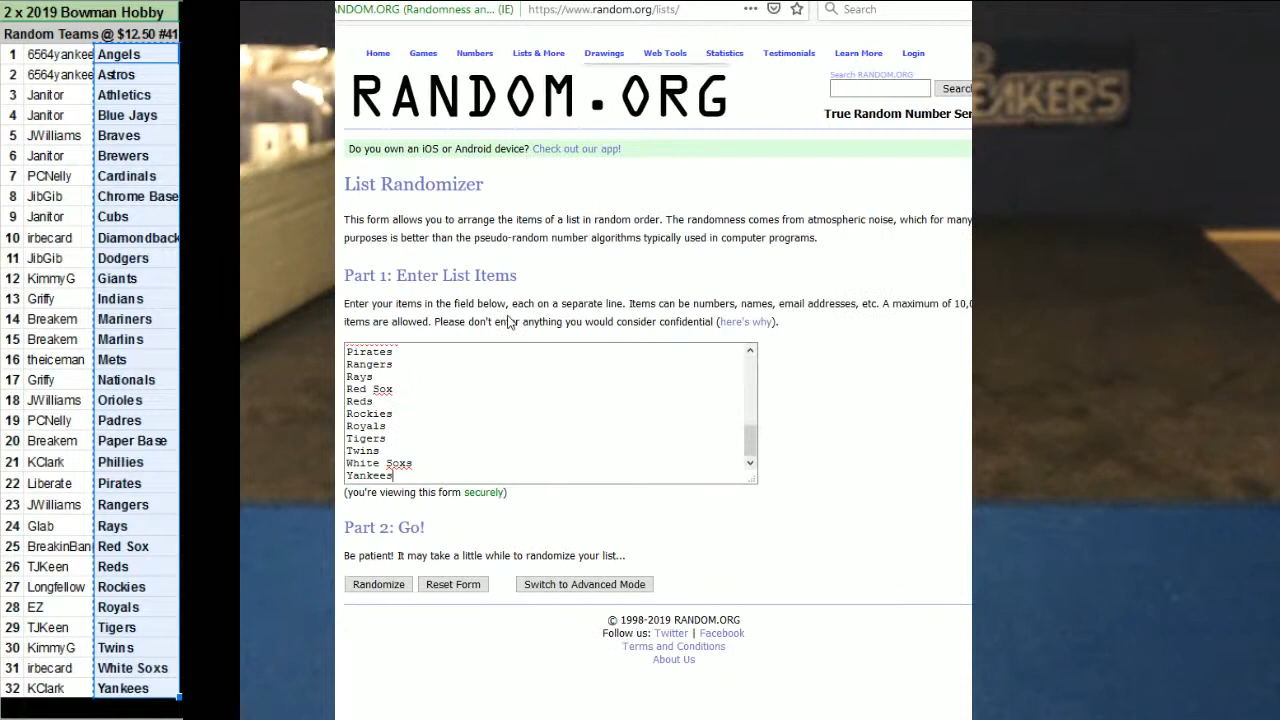 2 x 2019 Bowman Hobby
Random Teams @ $12.50 #41
1 6564yankee Angels
2 6564yankee Astros
3 Janitor Athletics
4 Janitor Blue Jays
5 JWilliams Braves
6 Janitor Brewers
7 PCNelly Cardinals
8 JibGib Chrome Base
9 Janitor Cubs
10 irbecard Diamondback
11 JibGib Dodgers
12 KimmyG Giants
13 Griffy Indians
14 Breakem Mariners
15 Breakem Marlins
16 theiceman Mets
17 Griffy Nationals
18 JWilliams Orioles
19 PCNelly Padres
20 Breakem Paper Base
21 KClark Phillies
22 Liberate Pirates
23 JWilliams Rangers
24 Glab Rays
25 BreakinBan Red Sox
26 TJKeen Reds
27 Longfellow Rockies
28 EZ Royals
29 TJKeen Tigers
30 KimmyG Twins
31 irbecard White Soxs
32 KClark Yankees
ANDOM.ORG (Randomness an... (IE) https://www.random.org/lists/ Search
Home Games Numbers Lists & More Drawings Web Tools Statistics Testimonials Learn More Login
RANDOM.ORG
Search RANDOM.ORG
Search
True Random Number Ser
Do you own an iOS or Android device? Check out our app!
List Randomizer
This form allows you to arrange the items of a list in random order. The randomness comes from atmospheric noise, which for many
purposes is better than the pseudo-random number algorithms typically used in computer programs.
Part 1: Enter List Items
Enter your items in the field below, each on a separate line. Items can be numbers, names, email addresses, etc. A maximum of 10,0
items are allowed. Please don't enter anything you would consider confidential (here's why).
Pirates
Rangers
Rays
Red Sox
Reds
Rockies
Royals
Tigers
Twins
White Soxs
Yankees
(you're viewing this form securely)
Part 2: Go!
Be patient! It may take a little while to randomize your list...
Randomize Reset Form Switch to Advanced Mode
© 1998-2019 RANDOM.ORG
Follow us: Twitter | Facebook
Terms and Conditions
About Us